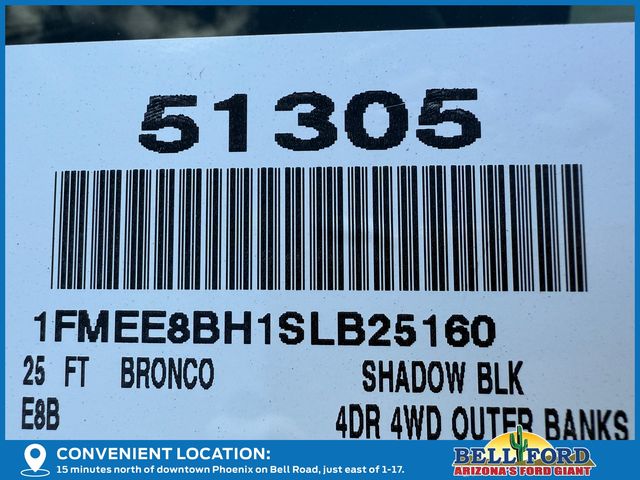 51305
1FMEE8BH1SLB25160
25 FT BRONCO SHADOW BLK
E8B 4DR 4WD OUTER BANKS
CONVENIENT LOCATION:
15 minutes north of downtown Phoenix on Bell Road, just east of 1-17.
BELL FORD
ARIZONA'S FORD GIANT